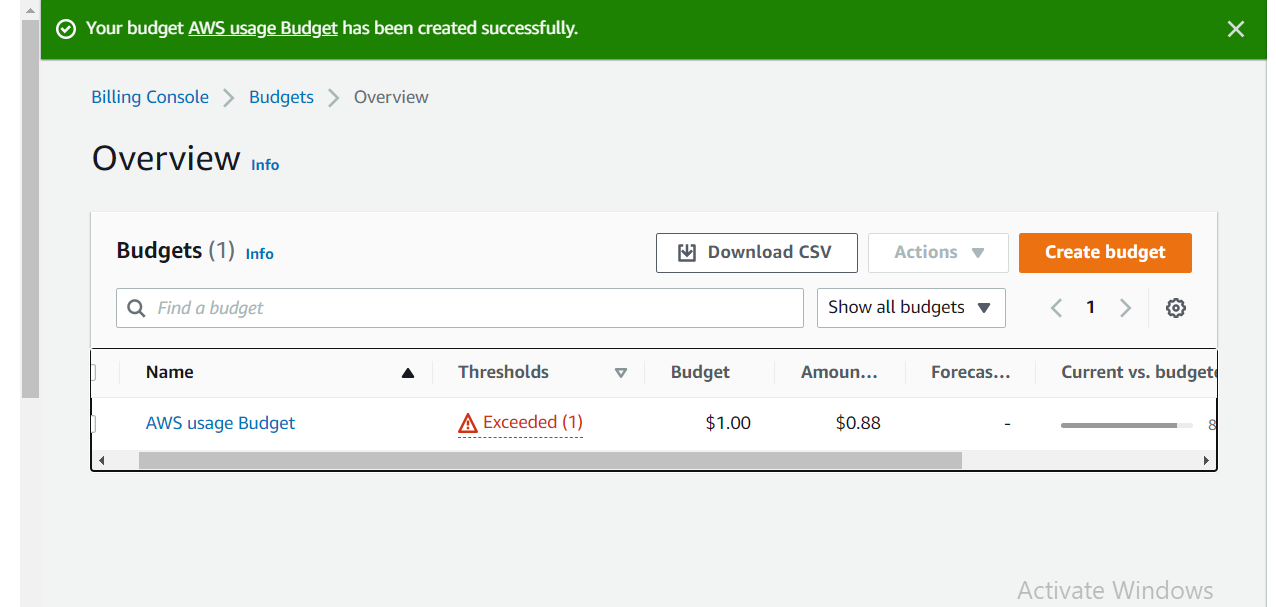 Your budget AWS usage Budget has been created successfully.
Billing Console Budgets Overview
Overview Info
Budgets (1) Info Download CSV Actions Create budget
Find a budget Show all budgets 1
Name Thresholds Budget Amoun... Forecas... Current vs. budget
AWS usage Budget Exceeded (1) $1.00 $0.88 - 8
Activate Windows